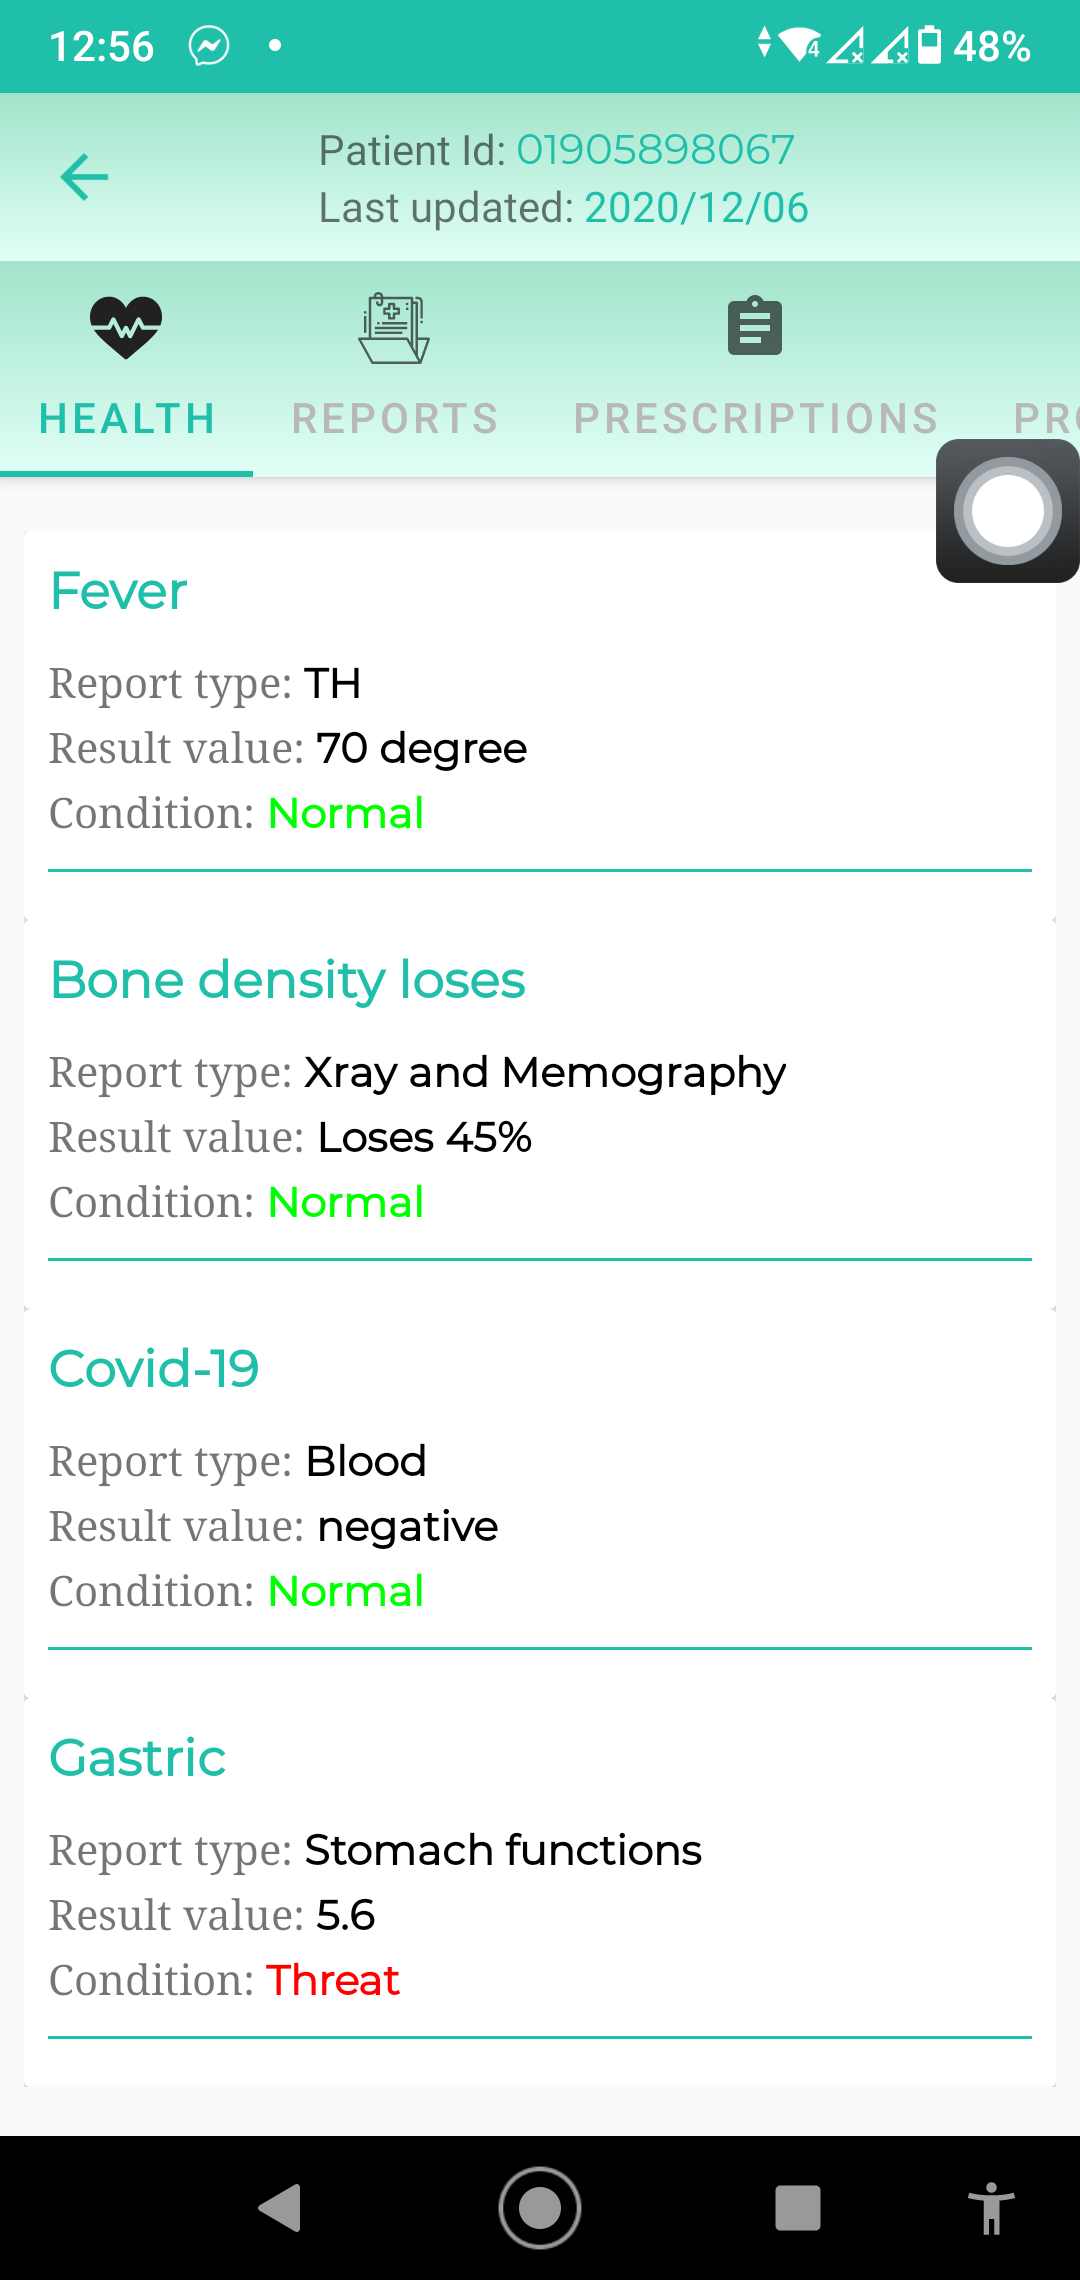 12:56 48%
Patient Id: 01905898067
Last updated: 2020/12/06
HEALTH REPORTS PRESCRIPTIONS PRO
Fever
Report type: TH
Result value: 70 degree
Condition: Normal
Bone density loses
Report type: Xray and Memography
Result value: Loses 45%
Condition: Normal
Covid-19
Report type: Blood
Result value: negative
Condition: Normal
Gastric
Report type: Stomach functions
Result value: 5.6
Condition: Threat